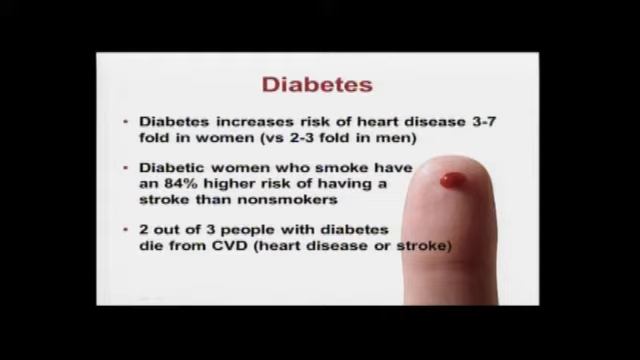 Diabetes
• Diabetes increases risk of heart disease 3-7
fold in women (vs 2-3 fold in men)
• Diabetic women who smoke have
an 84% higher risk of having a
stroke than nonsmokers
• 2 out of 3 people with diabetes
die from CVD (heart disease or stroke)